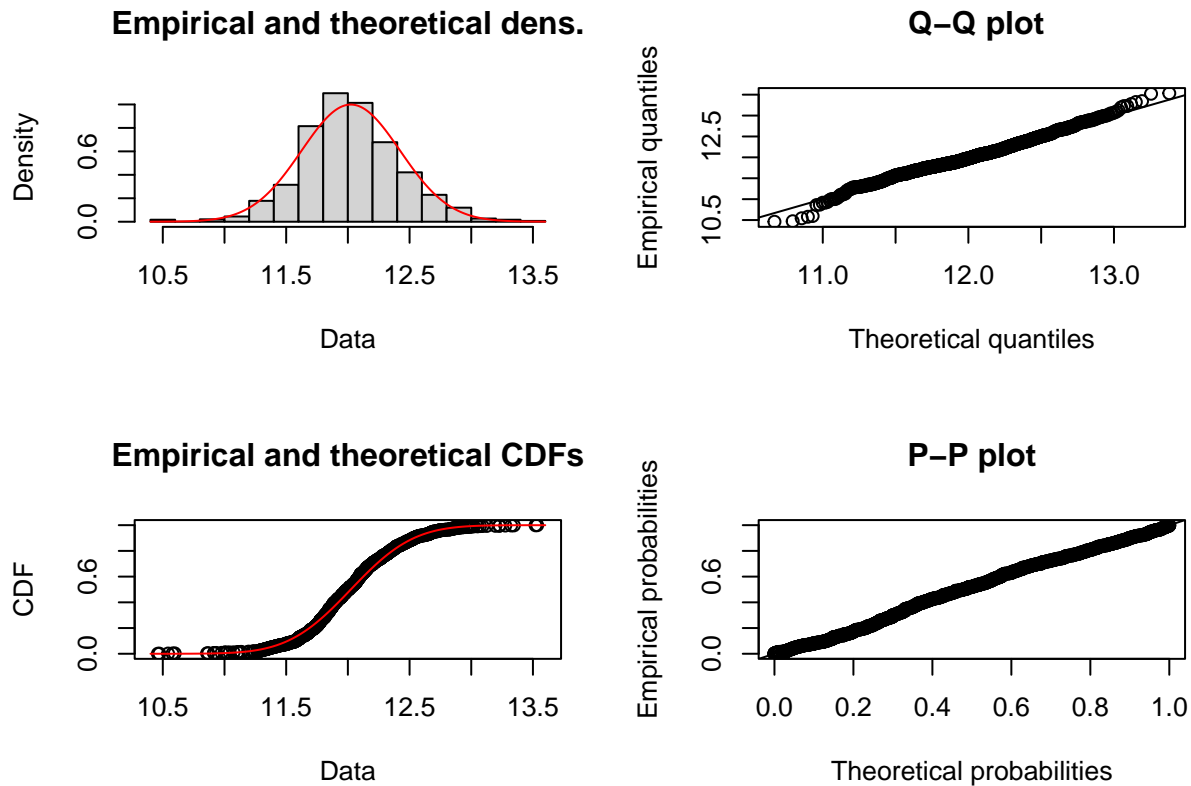 Empirical and theoretical dens.
Density
0.0 0.6
10.5 11.5 12.5 13.5
Data
Q−Q plot
Empirical quantiles
10.5 12.5
11.0 12.0 13.0
Theoretical quantiles
Empirical and theoretical CDFs
CDF
0.0 0.6
10.5 11.5 12.5 13.5
Data
P−P plot
Empirical probabilities
0.0 0.6
0.0 0.2 0.4 0.6 0.8 1.0
Theoretical probabilities